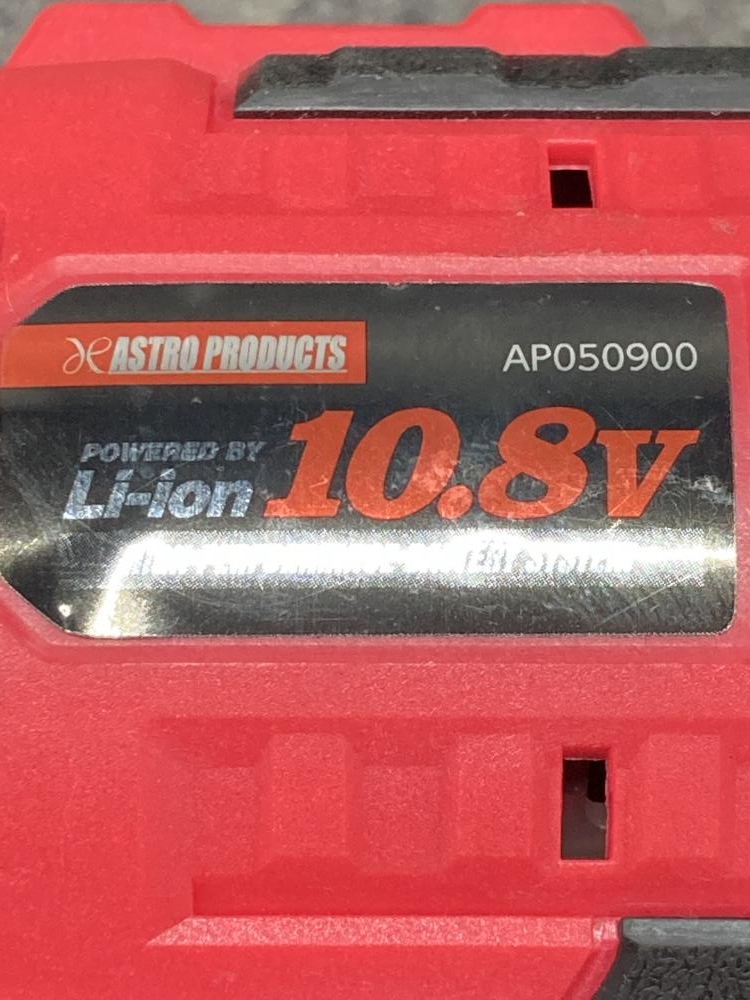 ASTRO PRODUCTS
AP050900
POWERED BY
Li-ion
10.8V